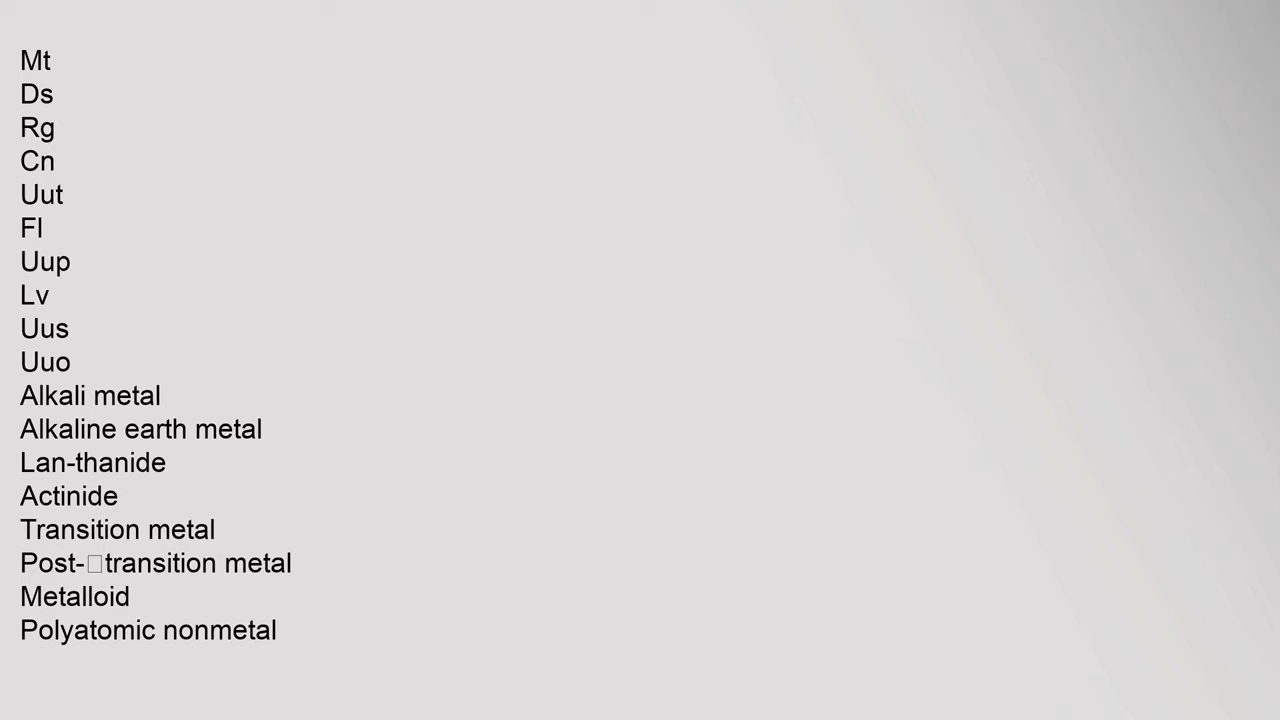 Mt
Ds
Rg
Cn
Uut
Fl
Uup
Lv
Uus
Uuo
Alkali metal
Alkaline earth metal
Lan-thanide
Actinide
Transition metal
Post-□transition metal
Metalloid
Polyatomic nonmetal